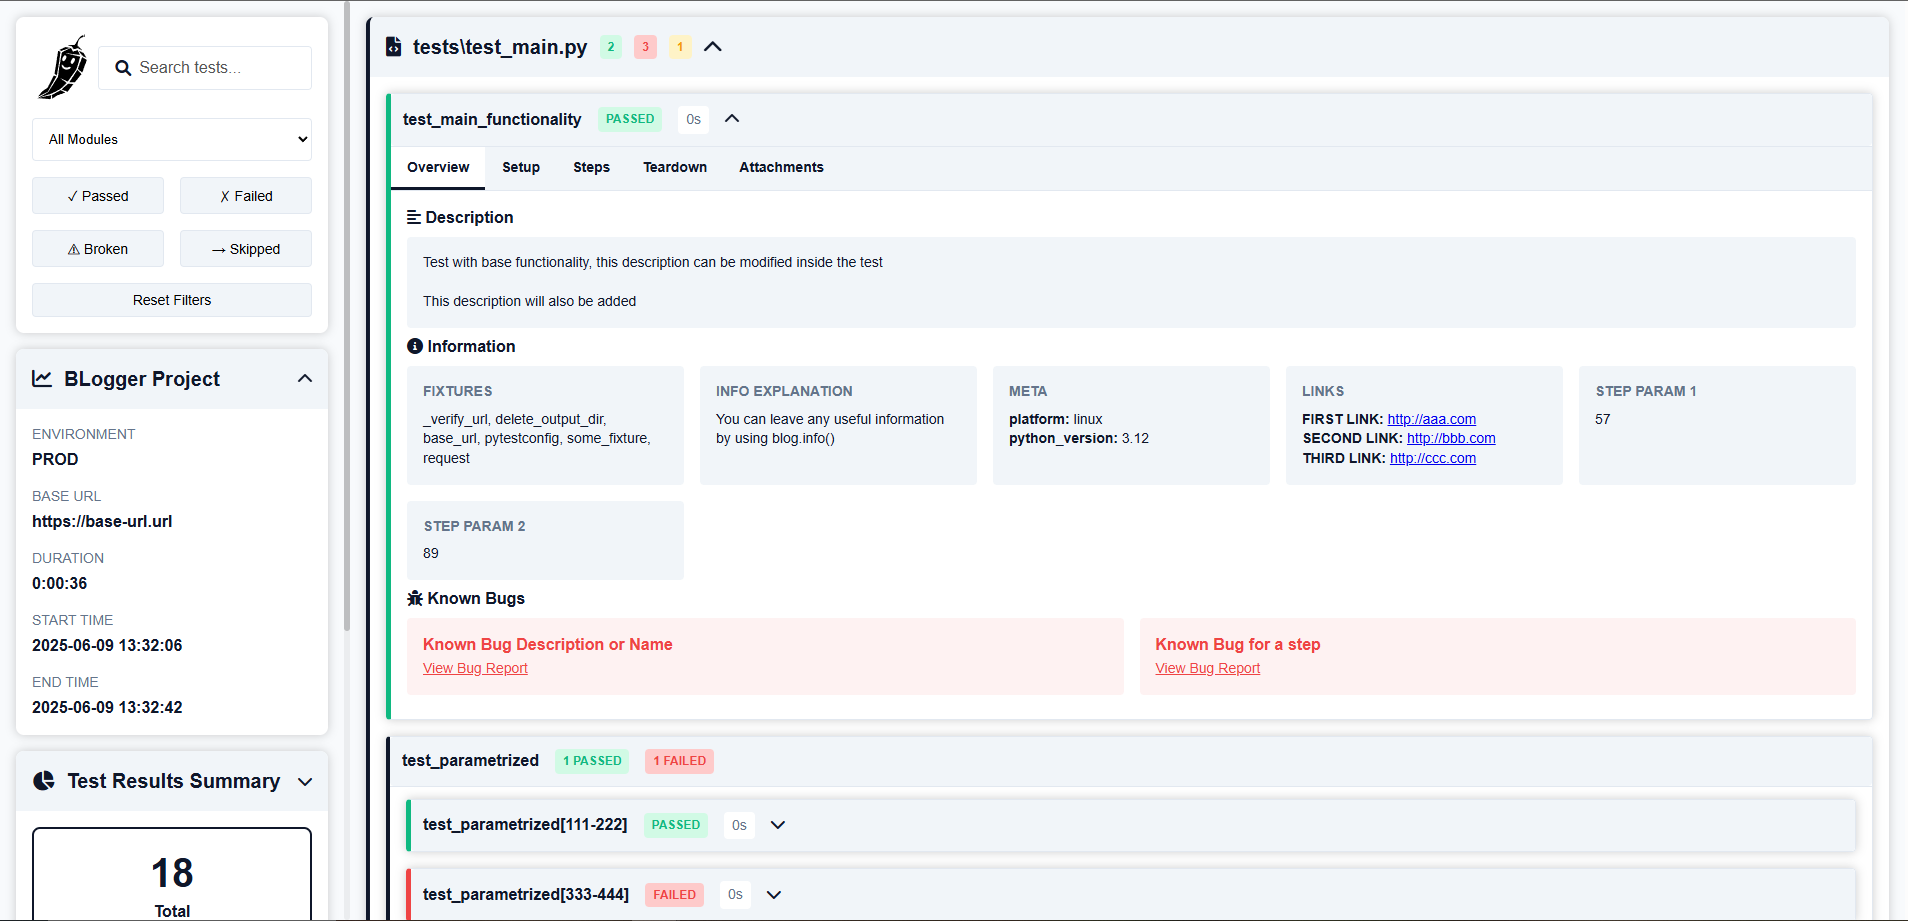 Search tests...
All Modules
✓ Passed
✗ Failed
⚠ Broken
→ Skipped
Reset Filters
BLogger Project
ENVIRONMENT
PROD
BASE URL
https://base-url.url
DURATION
0:00:36
START TIME
2025-06-09 13:32:06
END TIME
2025-06-09 13:32:42
Test Results Summary
18
Total
tests\test_main.py 2 3 1
test_main_functionality PASSED 0s
Overview Setup Steps Teardown Attachments
Description
Test with base functionality, this description can be modified inside the test
This description will also be added
Information
FIXTURES
_verify_url, delete_output_dir,
base_url, pytestconfig, some_fixture,
request
INFO EXPLANATION
You can leave any useful information
by using blog.info()
META
platform: linux
python_version: 3.12
LINKS
FIRST LINK: http://aaa.com
SECOND LINK: http://bbb.com
THIRD LINK: http://ccc.com
STEP PARAM 1
57
STEP PARAM 2
89
Known Bugs
Known Bug Description or Name
View Bug Report
Known Bug for a step
View Bug Report
test_parametrized 1 PASSED 1 FAILED
test_parametrized[111-222] PASSED 0s
test_parametrized[333-444] FAILED 0s